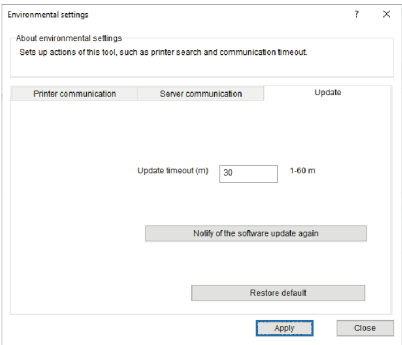 Environmental settings
? ×
About environmental settings
Sets up actions of this tool, such as printer search and communication timeout.
Printer communication Server communication Update
Update timeout (m) 30 1-60 m
Notify of the software update again
Restore default
Apply Close